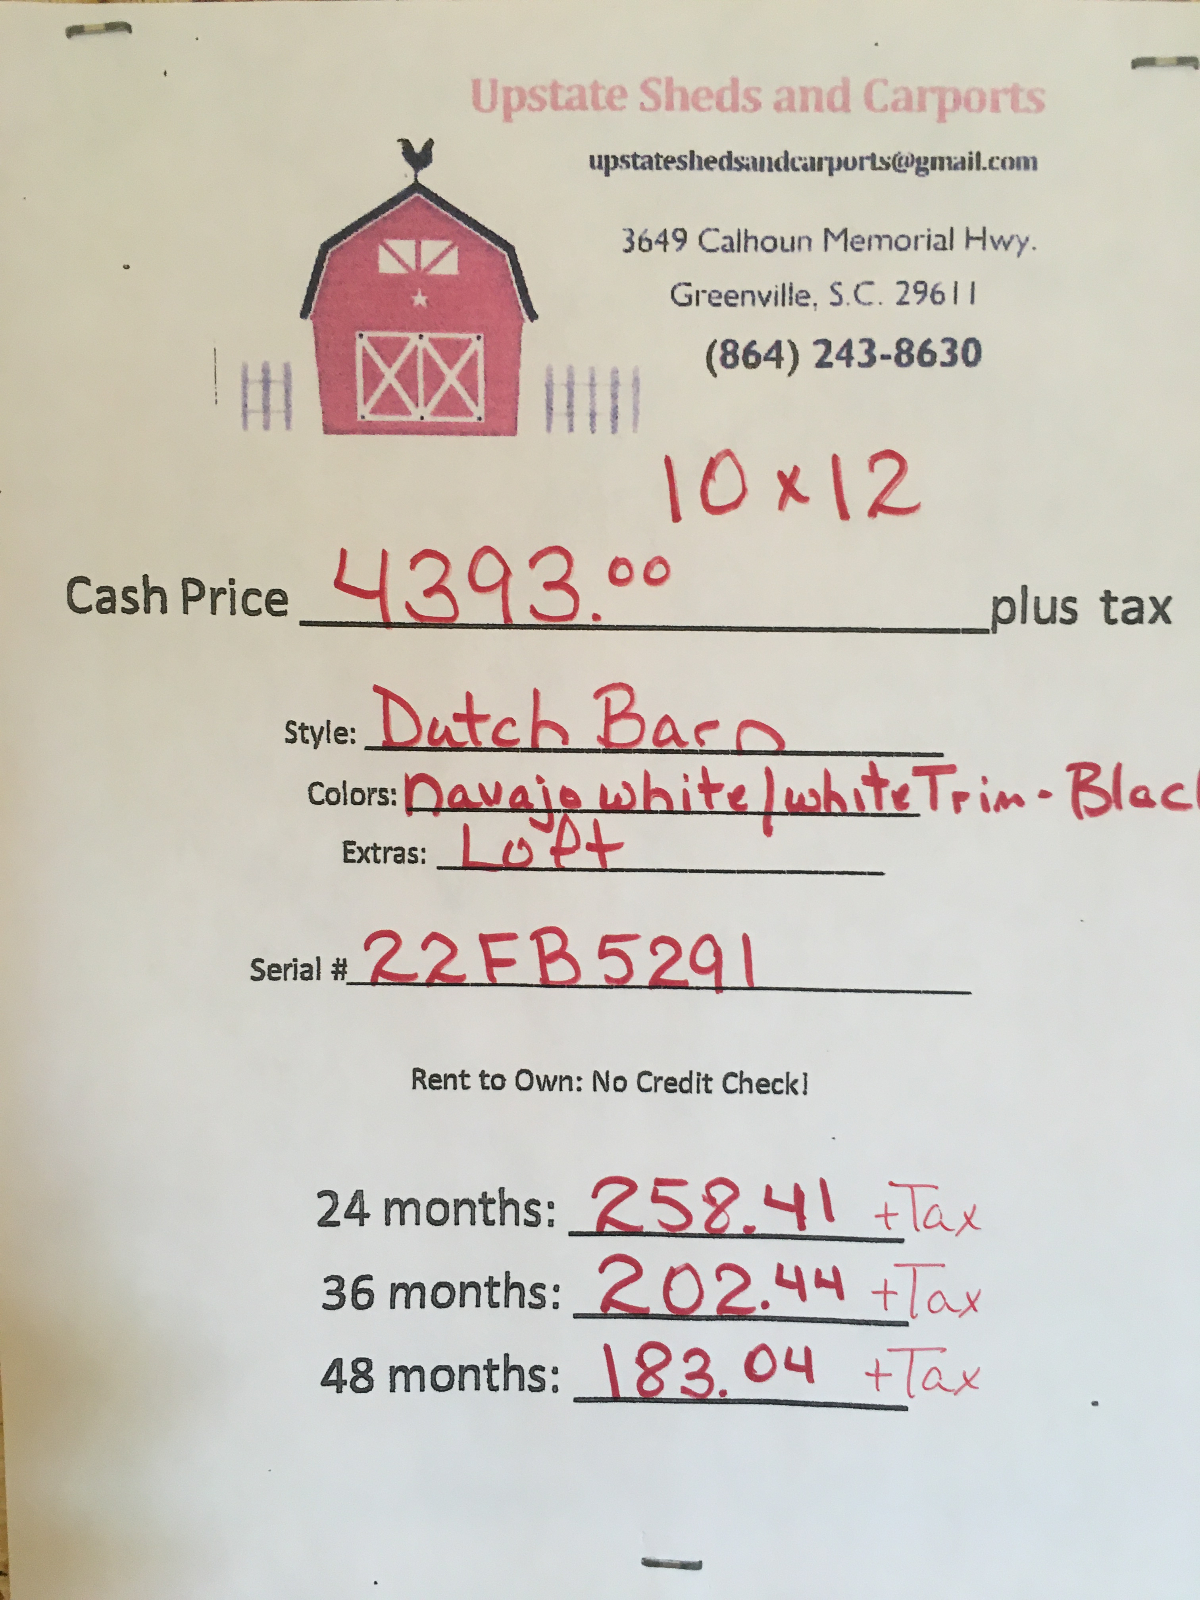 Upstate Sheds and Carports
upstateshedsandcarports@gmail.com
3649 Calhoun Memorial Hwy.
Greenville, S.C. 29611
(864) 243-8630
10 x 12
Cash Price 4393.00 plus tax
Style: Dutch Barn
Colors: navajo white/white Trim - Blac
Extras: Loft
Serial # 22FB5291
Rent to Own: No Credit Check!
24 months: 258.41 +Tax
36 months: 202.44 +Tax
48 months: 183.04 +Tax